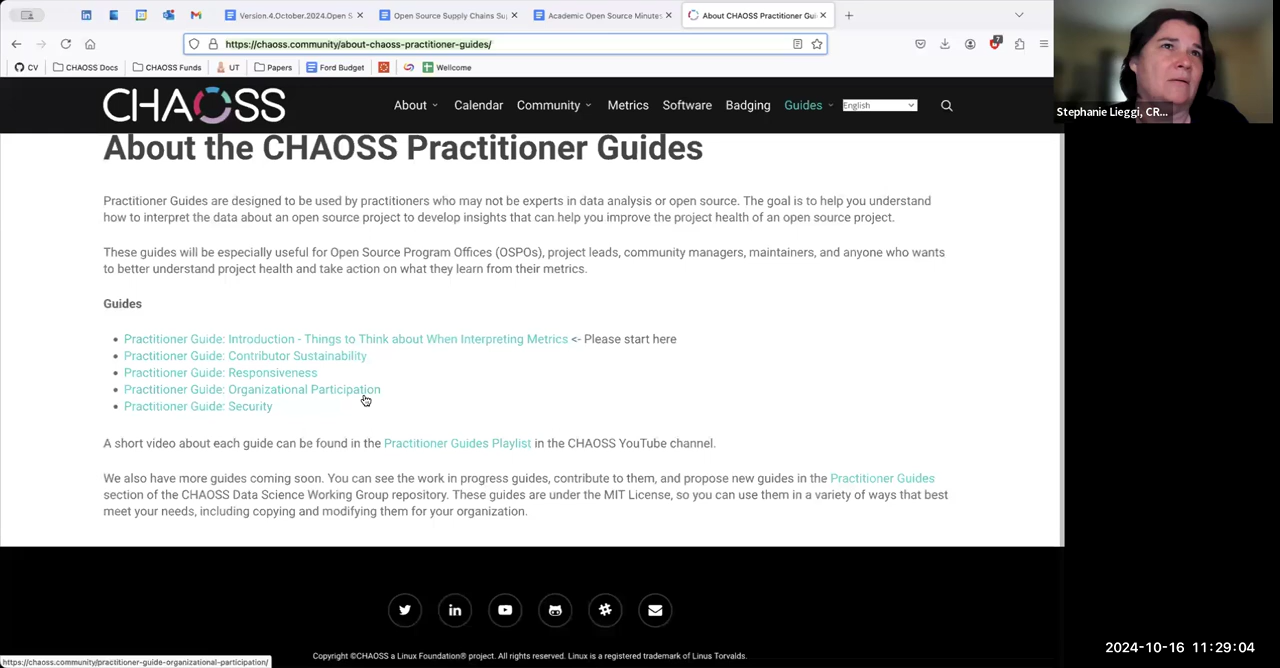 Version.4.October.2024.Open S
Open Source Supply Chains Su
Academic Open Source Minute
About CHAOSS Practitioner Gui
https://chaoss.community/about-chaoss-practitioner-guides/
CV
CHAOSS Docs
CHAOSS Funds
UT
Papers
Ford Budget
Wellcome
CHAOSS
About
Calendar
Community
Metrics
Software
Badging
Guides
English
Stephanie Lieggi, CR...
About the CHAOSS Practitioner Guides
Practitioner Guides are designed to be used by practitioners who may not be experts in data analysis or open source. The goal is to help you understand
how to interpret the data about an open source project to develop insights that can help you improve the project health of an open source project.
These guides will be especially useful for Open Source Program Offices (OSPOs), project leads, community managers, maintainers, and anyone who wants
to better understand project health and take action on what they learn from their metrics.
Guides
Practitioner Guide: Introduction - Things to Think about When Interpreting Metrics <- Please start here
Practitioner Guide: Contributor Sustainability
Practitioner Guide: Responsiveness
Practitioner Guide: Organizational Participation
Practitioner Guide: Security
A short video about each guide can be found in the Practitioner Guides Playlist in the CHAOSS YouTube channel.
We also have more guides coming soon. You can see the work in progress guides, contribute to them, and propose new guides in the Practitioner Guides
section of the CHAOSS Data Science Working Group repository. These guides are under the MIT License, so you can use them in a variety of ways that best
meet your needs, including copying and modifying them for your organization.
2024-10-16 11:29:04
Copyright ©CHAOSS a Linux Foundation® project. All rights reserved. Linux is a registered trademark of Linus Torvalds.
https://chaoss.community/practitioner-guide-organizational-participation/